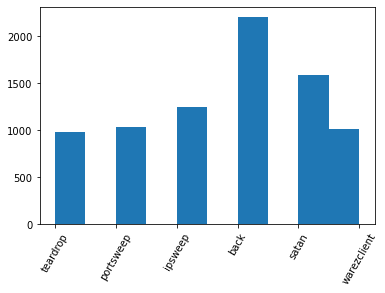 2000
1500
1000
500
0
teardrop
portsweep
ipsweep
back
satan
warezclient